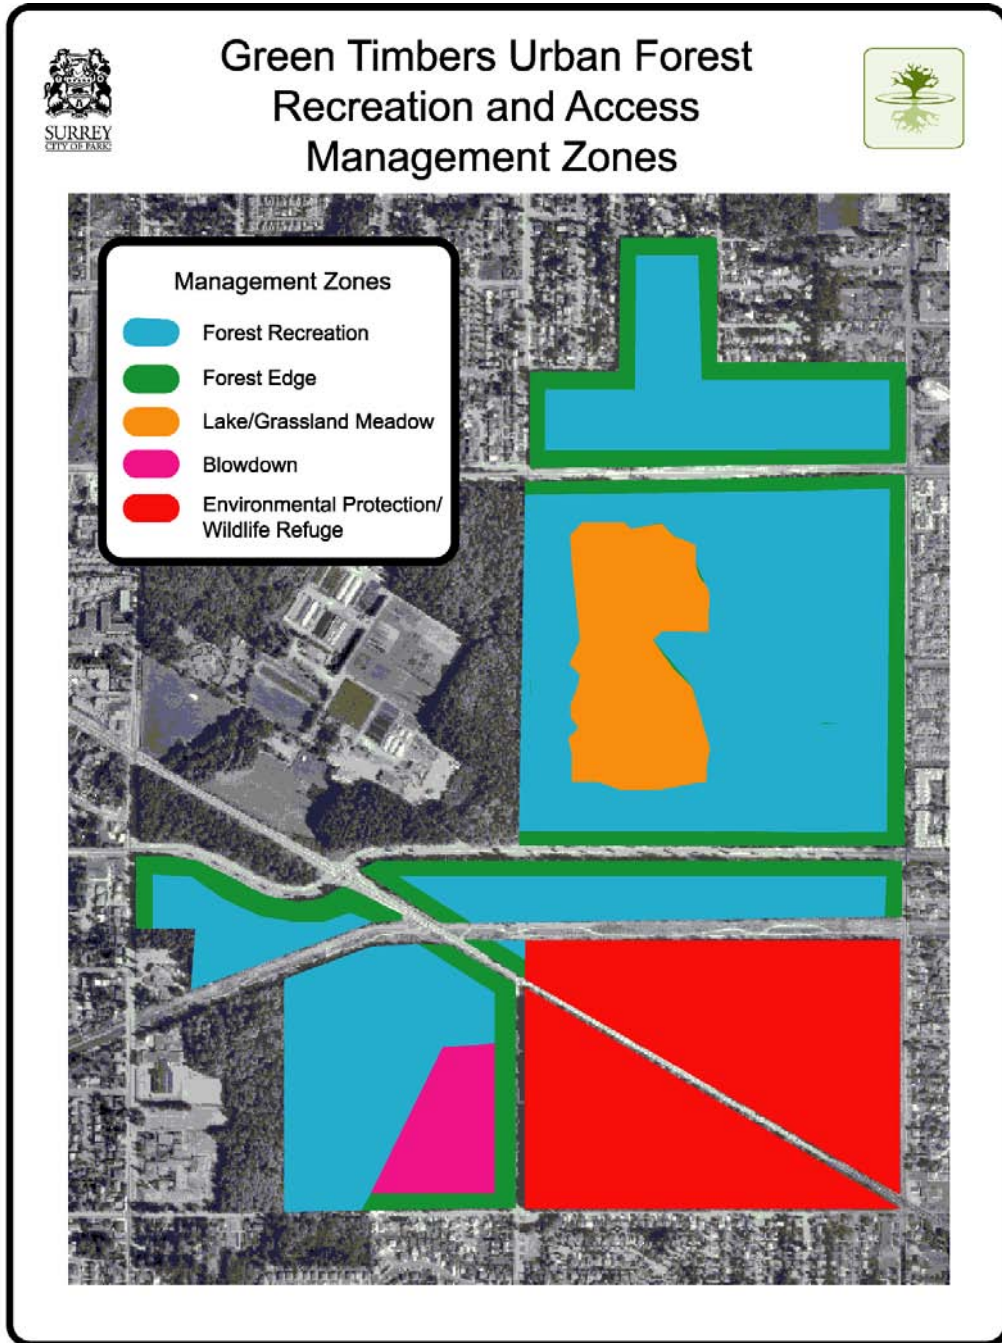 Green Timbers Urban Forest
Recreation and Access
Management Zones
SURREY
CITY OF PARKS
Management Zones
Forest Recreation
Forest Edge
Lake/Grassland Meadow
Blowdown
Environmental Protection/
Wildlife Refuge